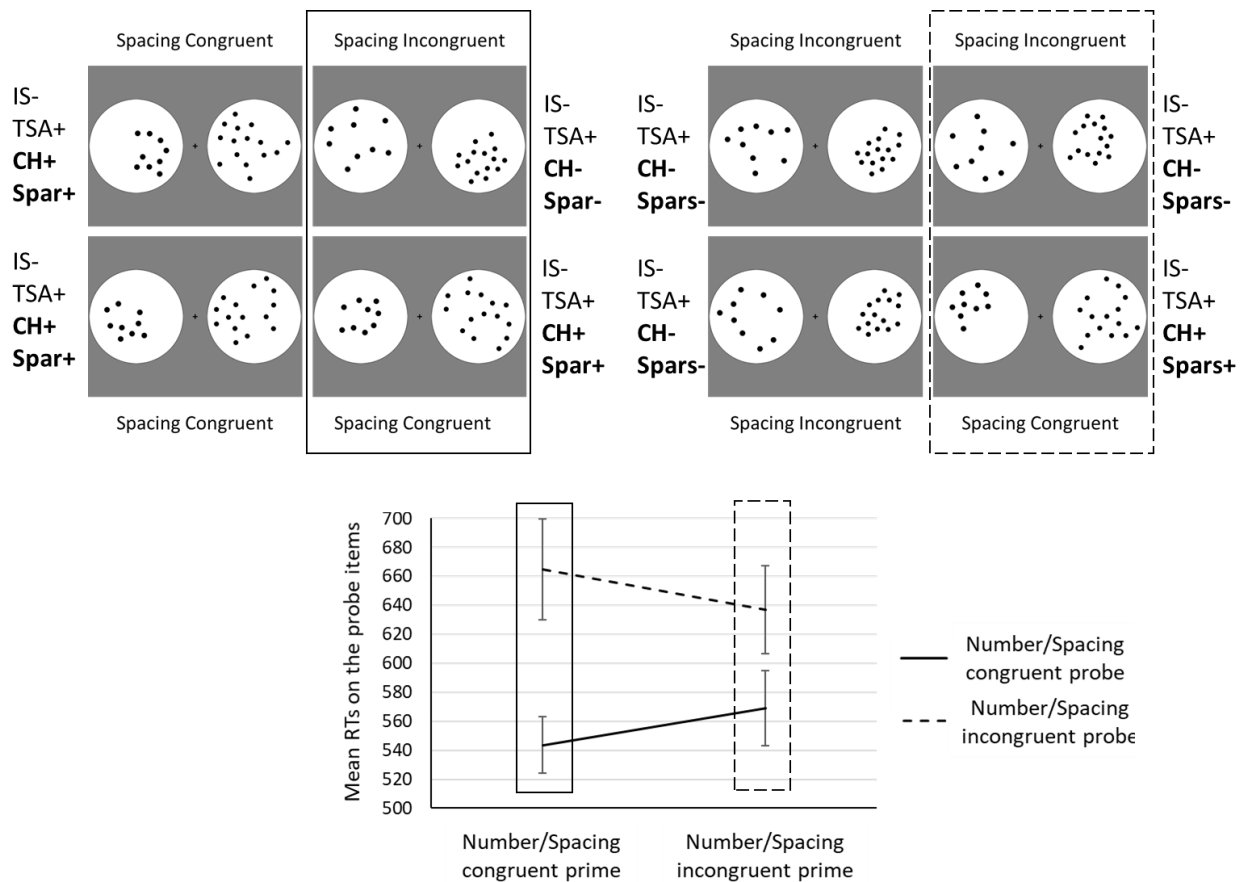 Spacing Congruent
Spacing Incongruent
Spacing Incongruent
Spacing Incongruent
IS-
TSA+
CH+
Spar+
IS-
TSA+
CH-
Spar-
IS-
TSA+
CH-
Spars-
IS-
TSA+
CH-
Spars-
IS-
TSA+
CH+
Spar+
IS-
TSA+
CH+
Spar+
IS-
TSA+
CH-
Spars-
IS-
TSA+
CH+
Spars+
Spacing Congruent
Spacing Congruent
Spacing Incongruent
Spacing Congruent
Mean RTs on the probe items
700
680
660
640
620
600
580
560
540
520
500
Number/Spacing
congruent prime
Number/Spacing
incongruent prime
Number/Spacing
congruent probe
Number/Spacing
incongruent probe